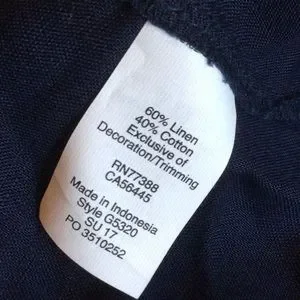 60% Linen
40% Cotton
Exclusive of
Decoration/Trimming
RN77388
CA56445
Made in Indonesia
Style G5320
SU 17
PO 3510252